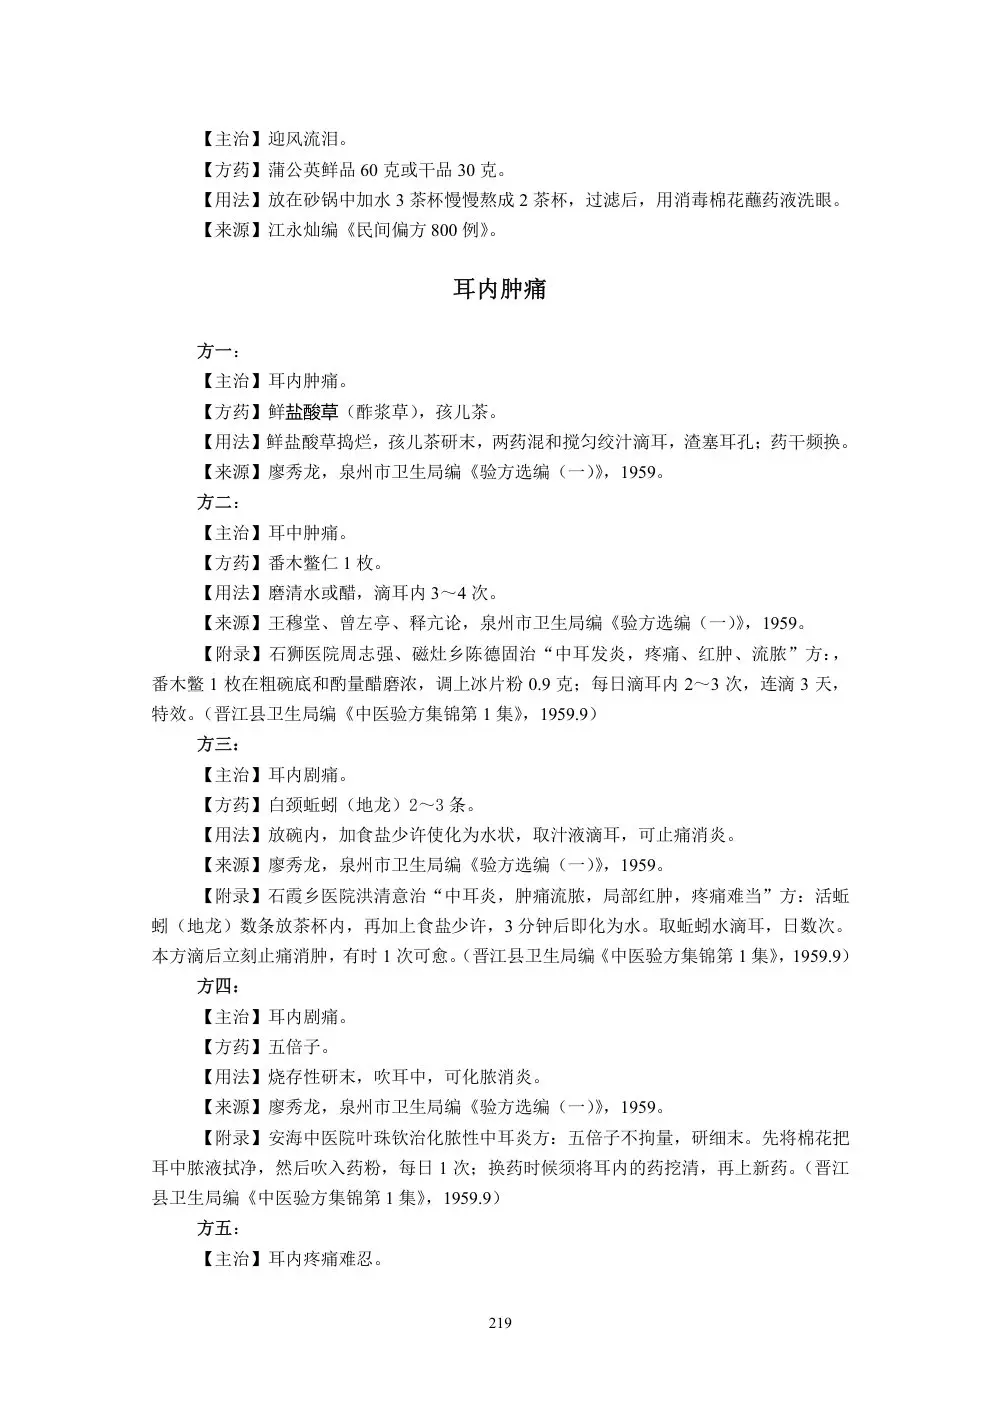 【主治】迎风流泪。
【方药】蒲公英鲜品 60 克或干品 30 克。
【用法】放在砂锅中加水 3 茶杯慢慢熬成 2 茶杯，过滤后，用消毒棉花蘸药液洗眼。
【来源】江永灿编《民间偏方 800 例》。
耳内肿痛
方一：
【主治】耳内肿痛。
【方药】鲜盐酸草（酢浆草），孩儿茶。
【用法】鲜盐酸草捣烂，孩儿茶研末，两药混和搅匀绞汁滴耳，渣塞耳孔；药干频换。
【来源】廖秀龙，泉州市卫生局编《验方选编（一）》，1959。
方二：
【主治】耳中肿痛。
【方药】番木鳖仁 1 枚。
【用法】磨清水或醋，滴耳内 3～4 次。
【来源】王穆堂、曾左亭、释亢论，泉州市卫生局编《验方选编（一）》，1959。
【附录】石狮医院周志强、磁灶乡陈德固治“中耳发炎，疼痛、红肿、流脓”方：，
番木鳖 1 枚在粗碗底和酌量醋磨浓，调上冰片粉 0.9 克；每日滴耳内 2～3 次，连滴 3 天，
特效。（晋江县卫生局编《中医验方集锦第 1 集》，1959.9）
方三：
【主治】耳内剧痛。
【方药】白颈蚯蚓（地龙）2～3 条。
【用法】放碗内，加食盐少许使化为水状，取汁液滴耳，可止痛消炎。
【来源】廖秀龙，泉州市卫生局编《验方选编（一）》，1959。
【附录】石霞乡医院洪清意治“中耳炎，肿痛流脓，局部红肿，疼痛难当”方：活蚯
蚓（地龙）数条放茶杯内，再加上食盐少许，3 分钟后即化为水。取蚯蚓水滴耳，日数次。
本方滴后立刻止痛消肿，有时 1 次可愈。（晋江县卫生局编《中医验方集锦第 1 集》，1959.9）
方四：
【主治】耳内剧痛。
【方药】五倍子。
【用法】烧存性研末，吹耳中，可化脓消炎。
【来源】廖秀龙，泉州市卫生局编《验方选编（一）》，1959。
【附录】安海中医院叶珠钦治化脓性中耳炎方：五倍子不拘量，研细末。先将棉花把
耳中脓液拭净，然后吹入药粉，每日 1 次；换药时候须将耳内的药挖清，再上新药。（晋江
县卫生局编《中医验方集锦第 1 集》，1959.9）
方五：
【主治】耳内疼痛难忍。
219